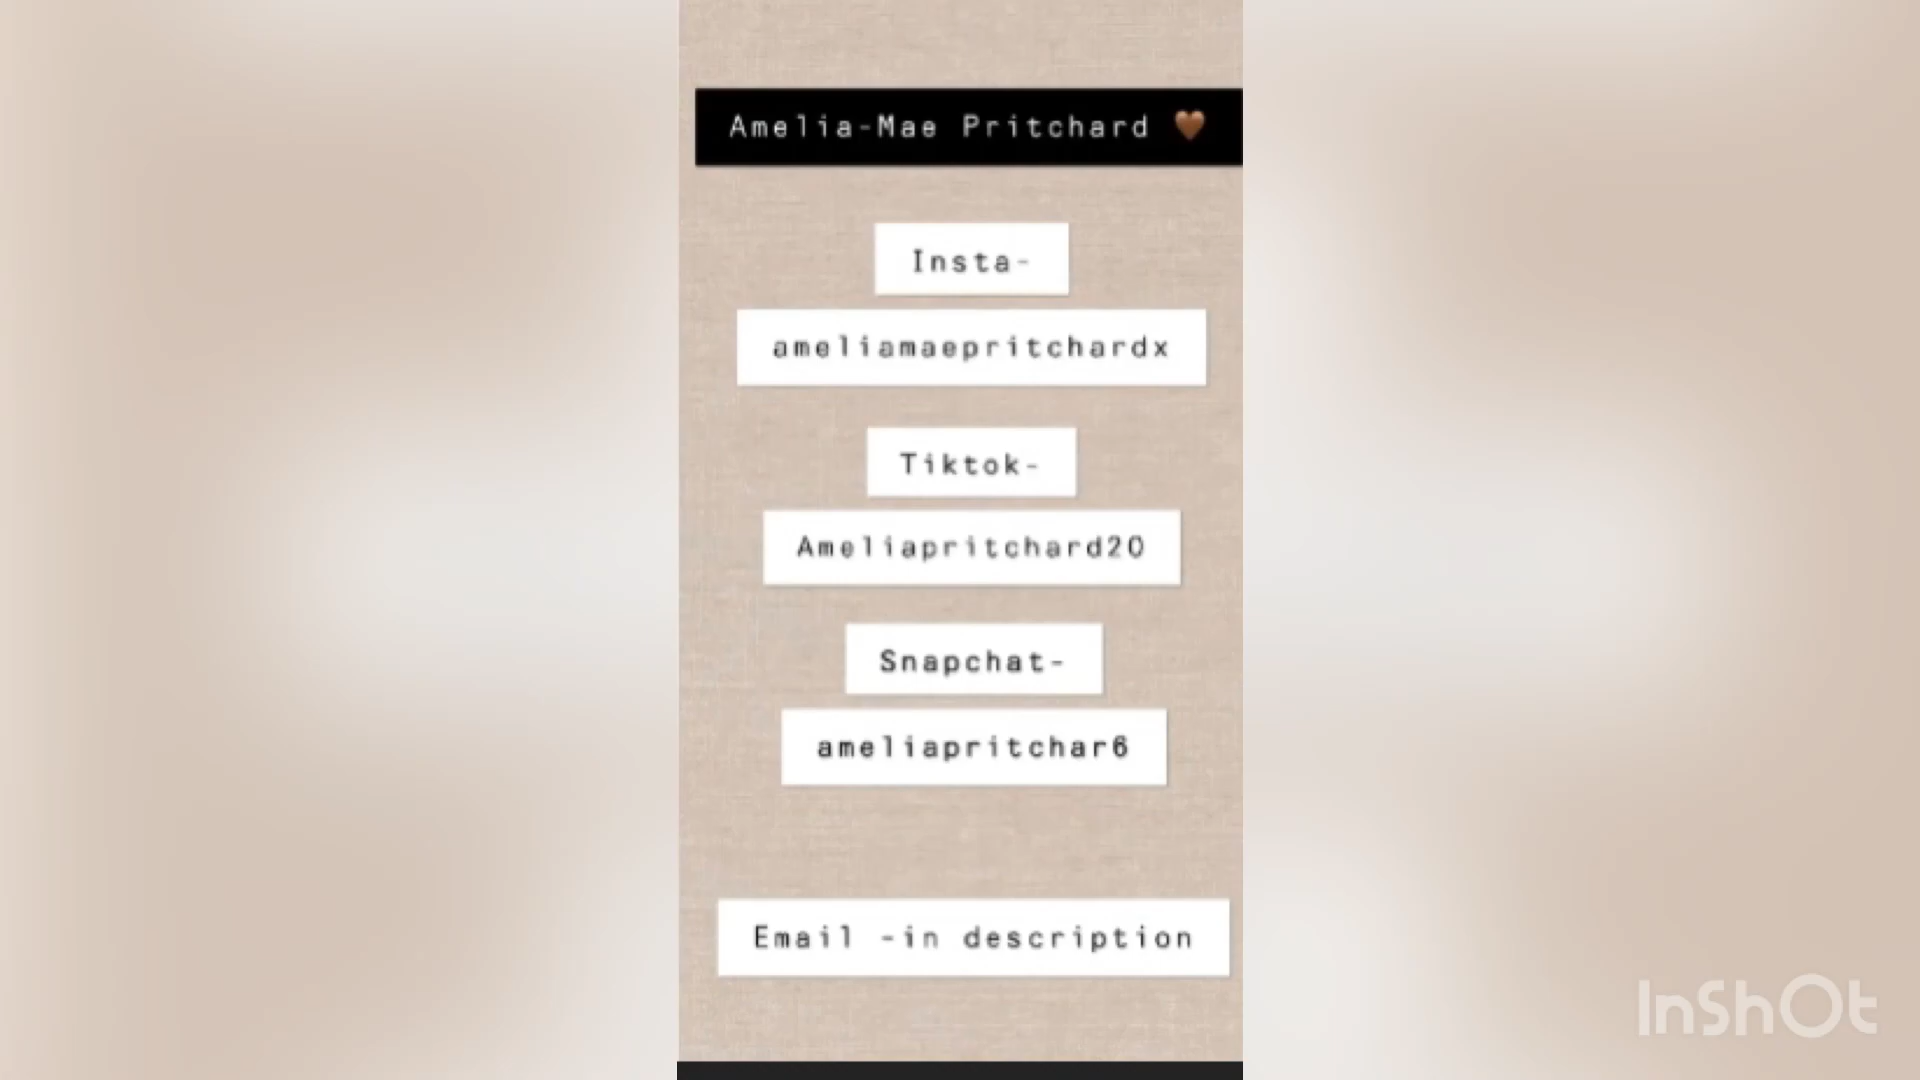 Amelia-Mae Pritchard 🤎
Insta-
ameliamaepritchardx
Tiktok-
Ameliapritchard20
Snapchat-
ameliapritchar6
Email -in description
InShOt